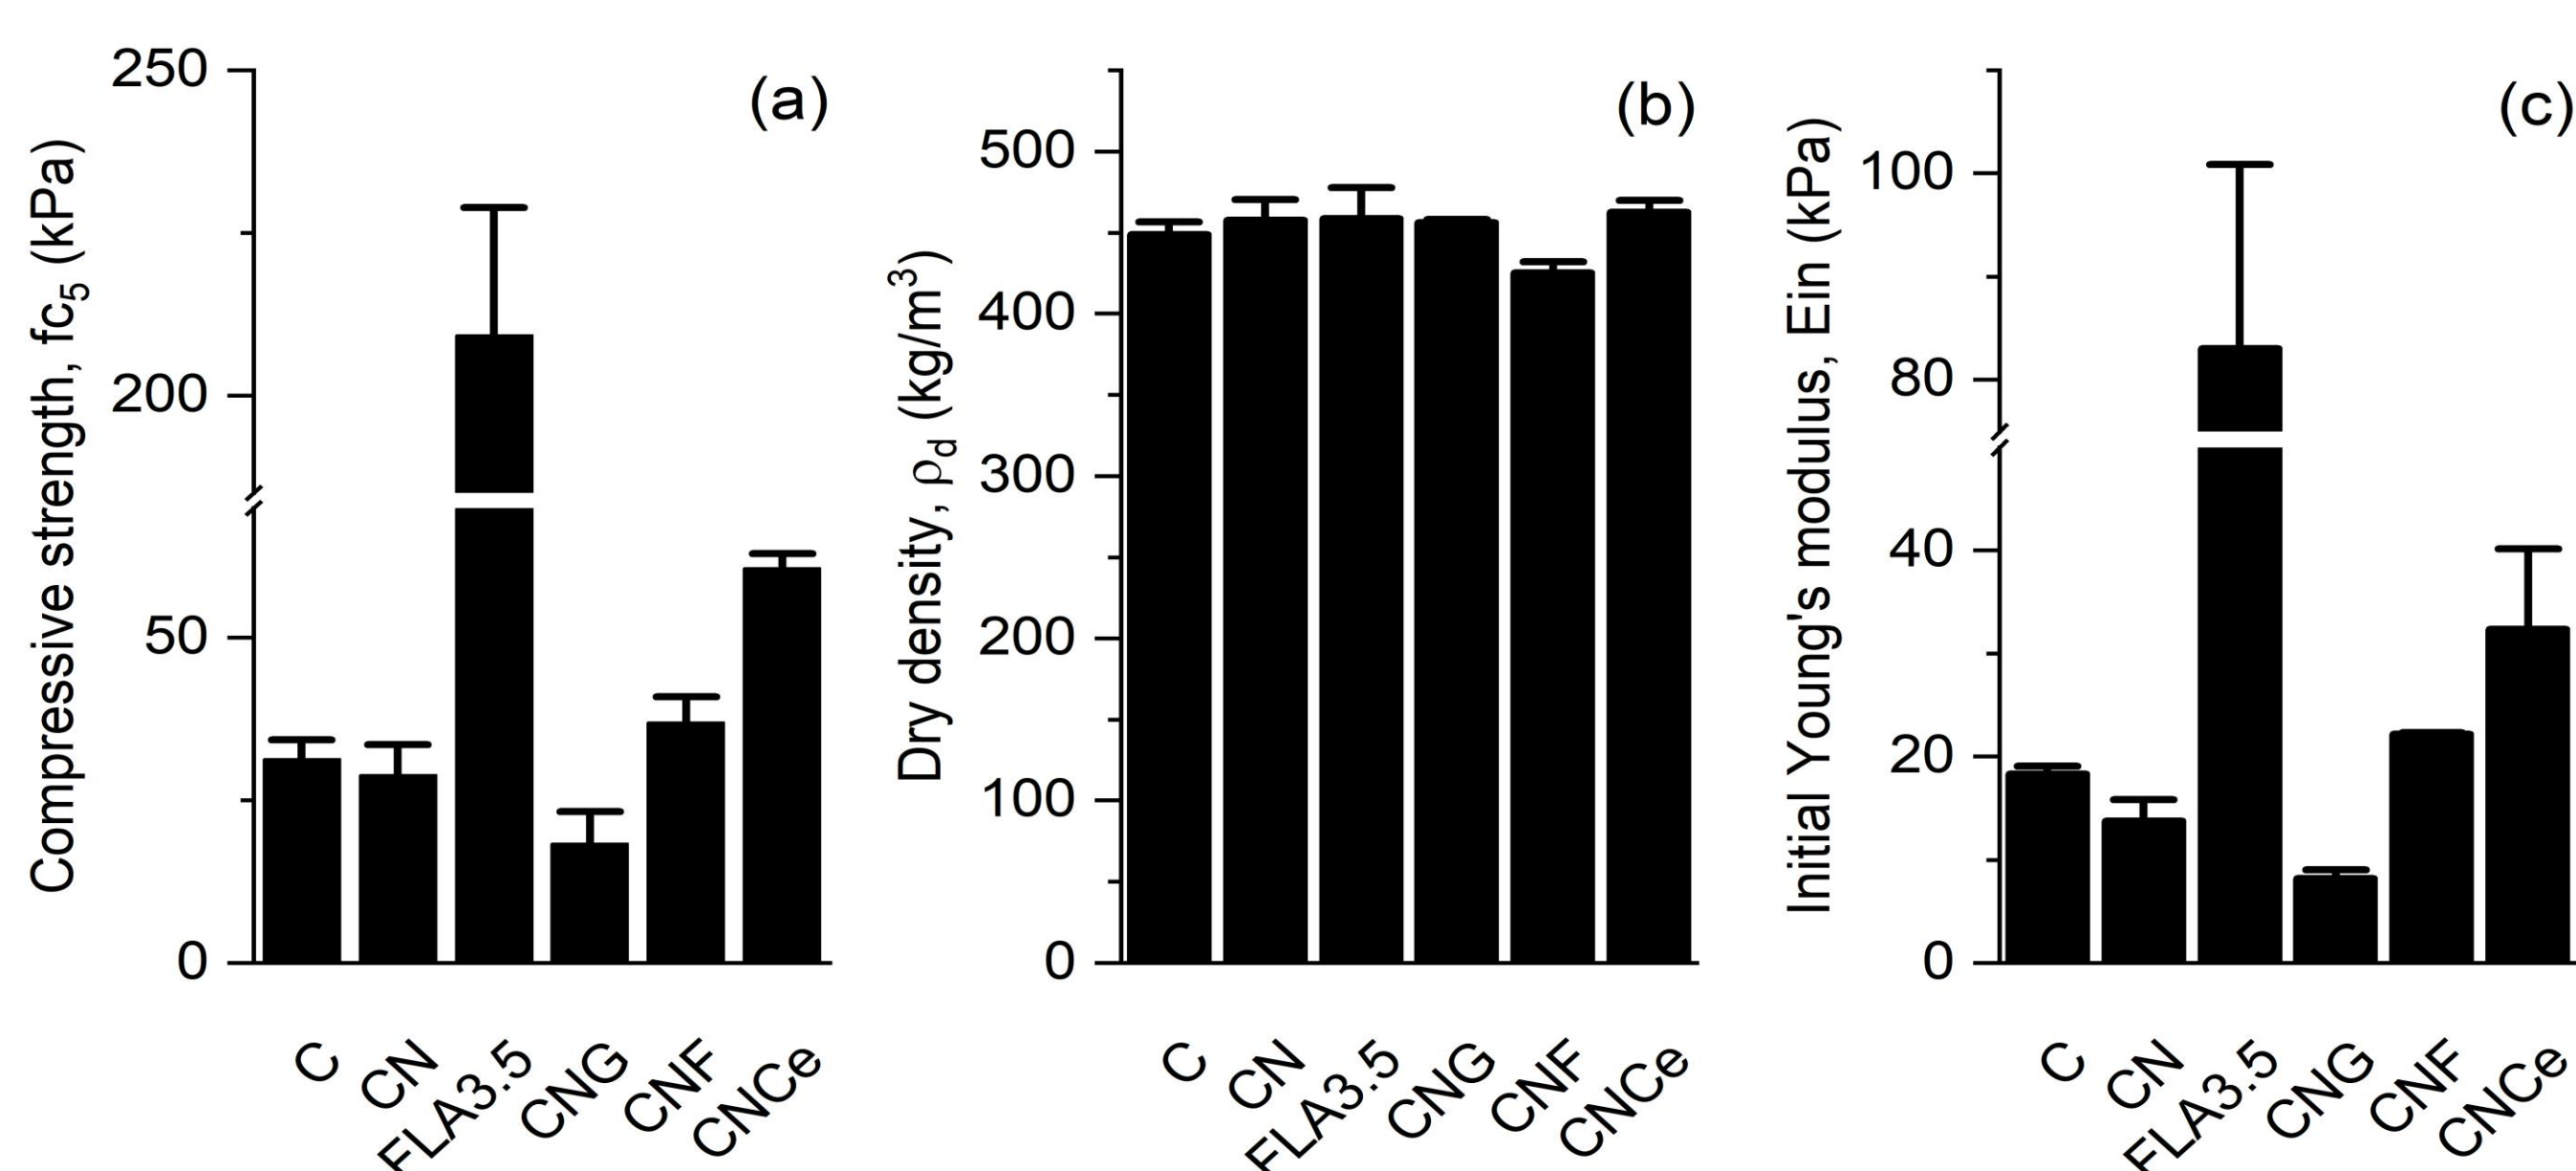 (a)
Compressive strength, fc5 (kPa)
250
200
50
0
C
CN
FLA3.5
CNG
CNF
CNCe
(b)
Dry density, ρd (kg/m³)
500
400
300
200
100
0
C
CN
FLA3.5
CNG
CNF
CNCe
(c)
Initial Young's modulus, Ein (kPa)
100
80
40
20
0
C
CN
FLA3.5
CNG
CNF
CNCe